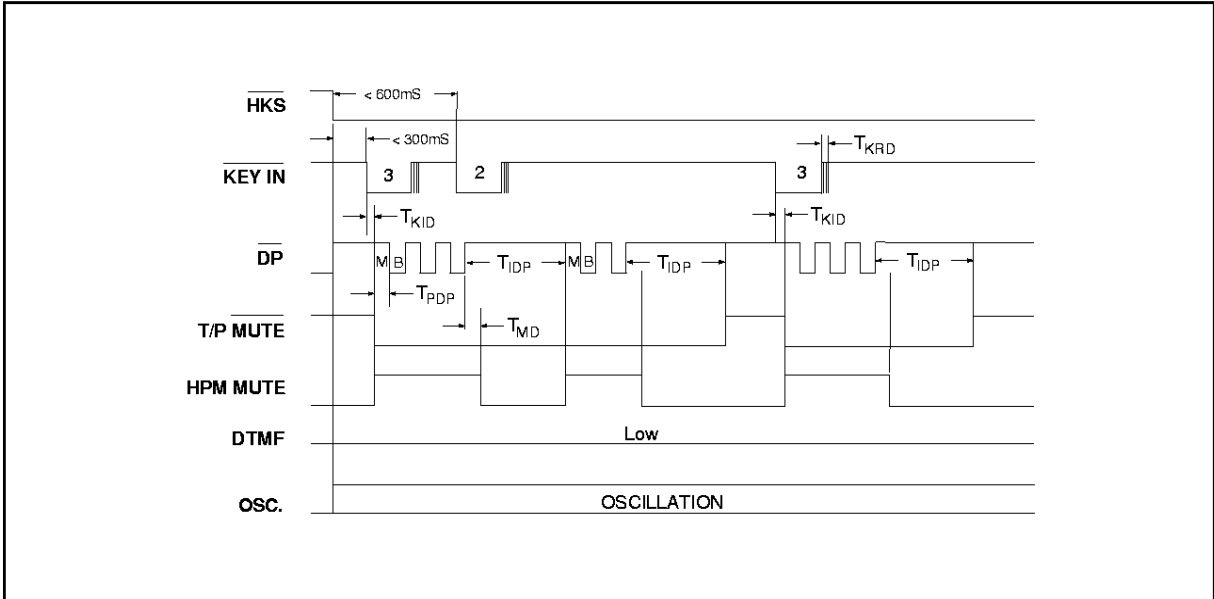 HKS
< 600mS
< 300mS
KEY IN
3
2
3
TKRD
TKID
TKID
DP
M B
TIDP
M B
TIDP
TIDP
TPDP
T/P MUTE
TMD
HPM MUTE
DTMF
Low
OSC.
OSCILLATION